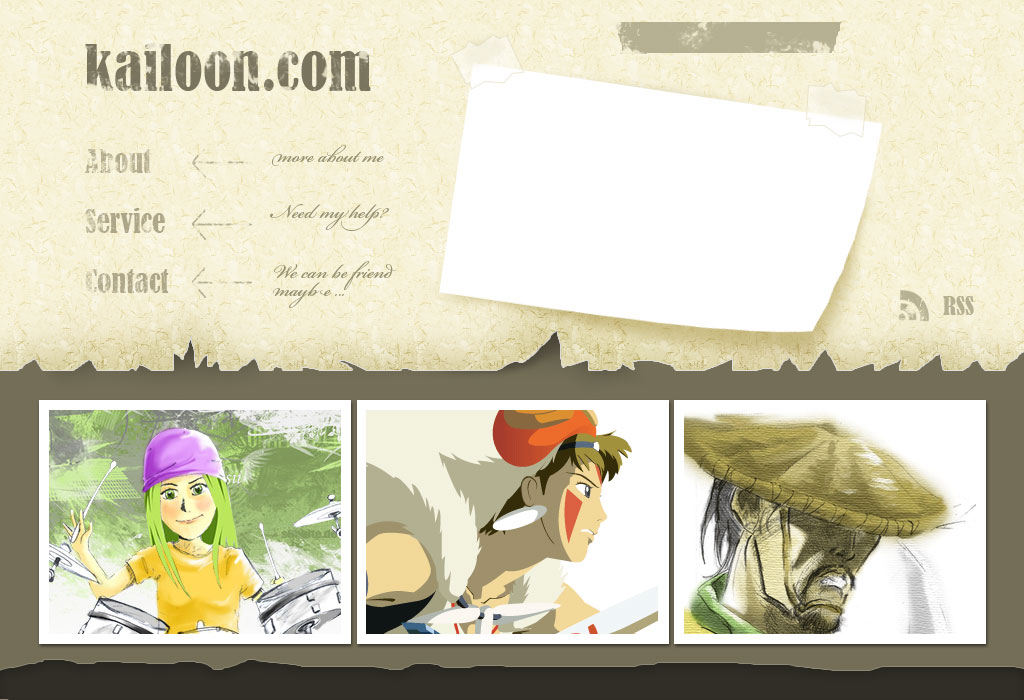 kailoon.com
About
more about me
Service
Need my help?
Contact
We can be friend
maybe ...
RSS